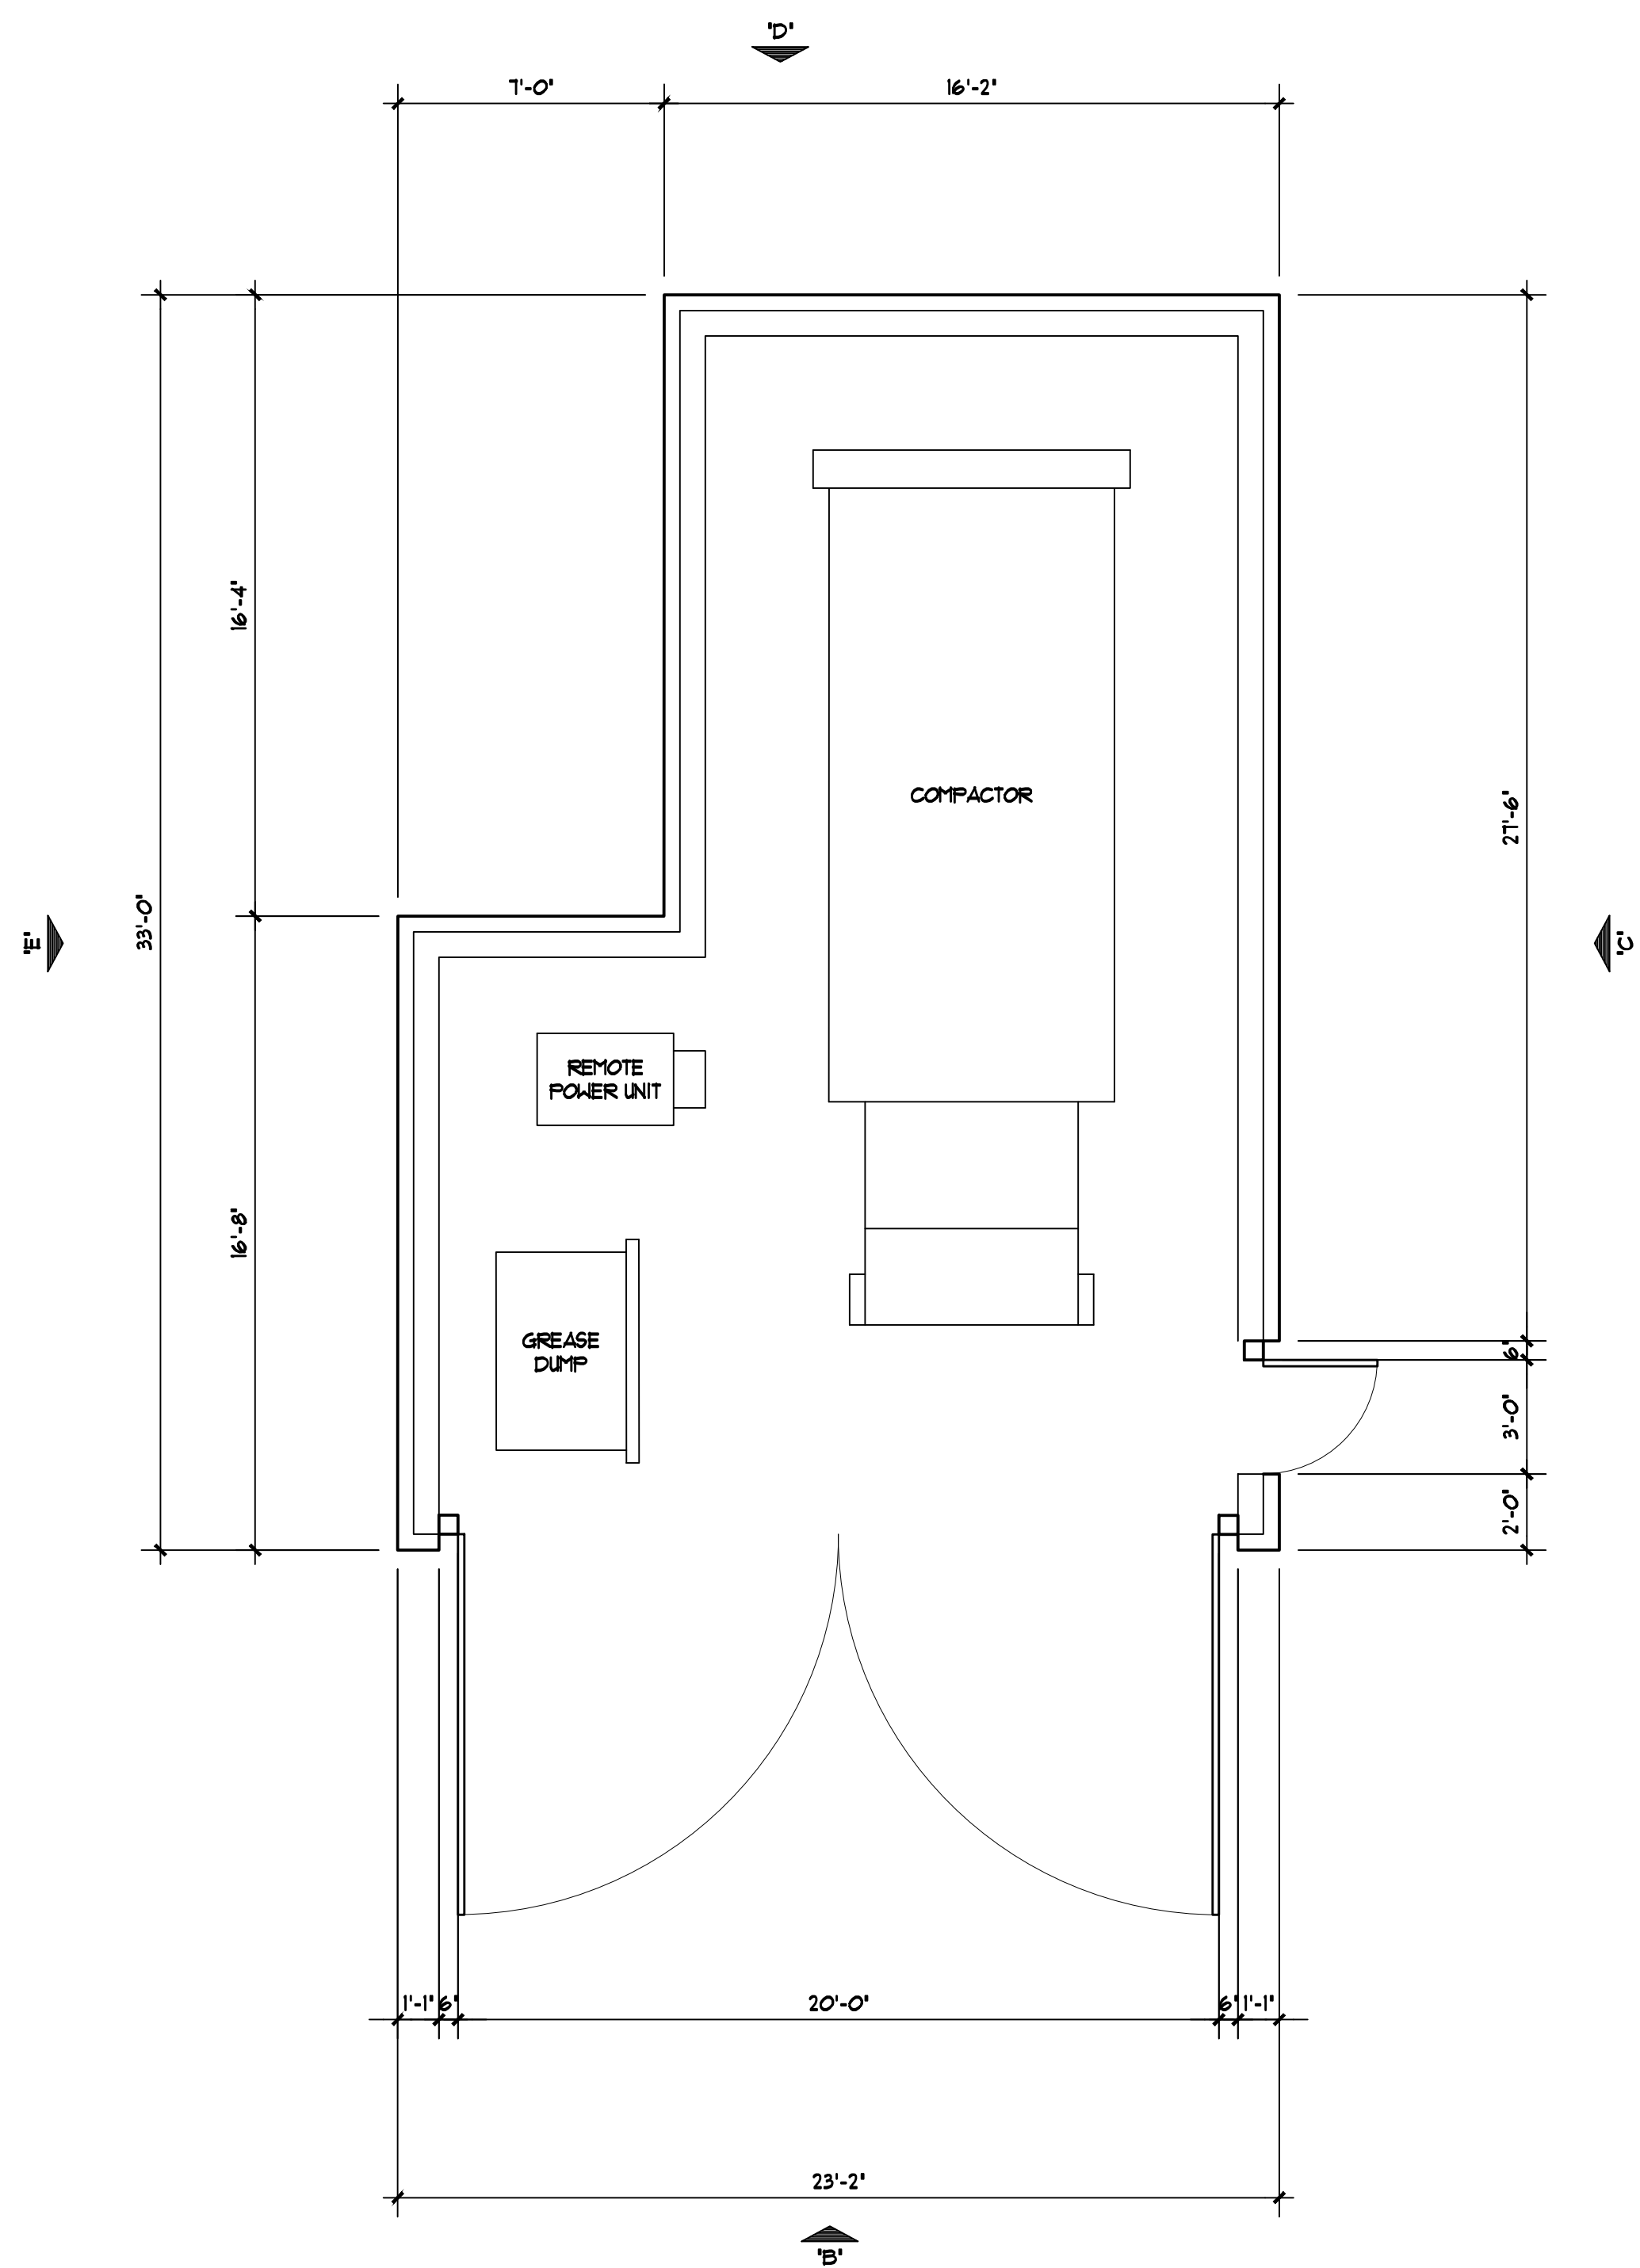 "D"
7'-0"
16'-2"
16'-4"
COMPACTOR
27'-6"
33'-0"
"E"
"C"
REMOTE
POWER UNIT
16'-8"
GREASE
DUMP
6"
3'-0"
2'-0"
1'-1"
6"
20'-0"
6"
1'-1"
23'-2"
"B"